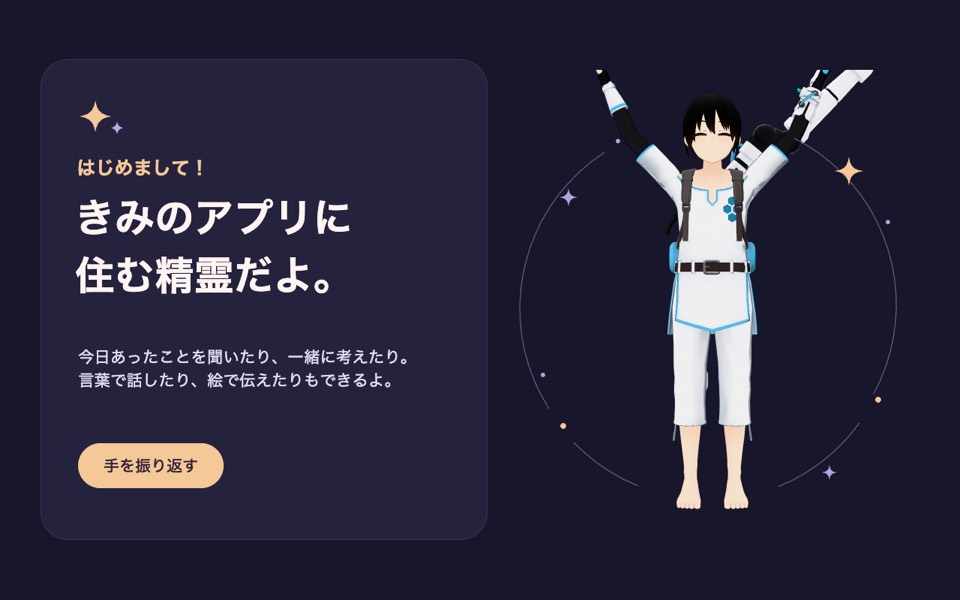 はじめまして！
きみのアプリに
住む精霊だよ。
今日あったことを聞いたり、一緒に考えたり。
言葉で話したり、絵で伝えたりもできるよ。
手を振り返す